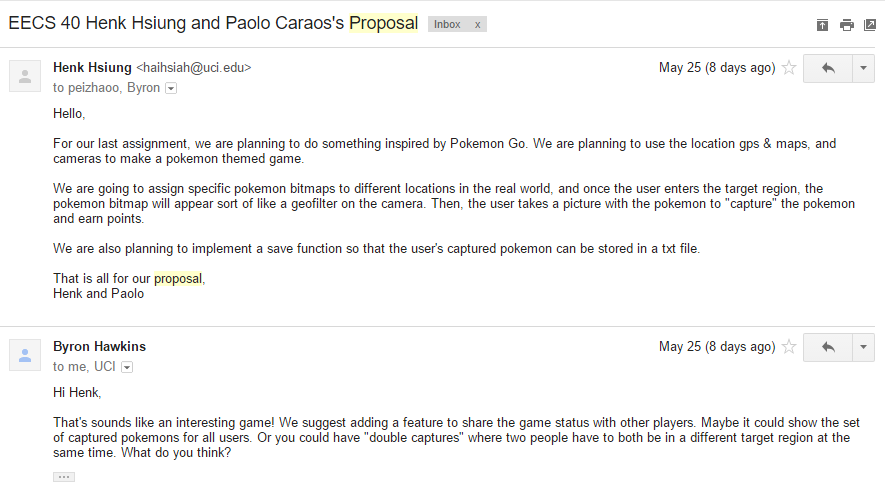 EECS 40 Henk Hsiung and Paolo Caraos's Proposal Inbox x
Henk Hsiung <haihsiah@uci.edu> May 25 (8 days ago)
to peizhaoo, Byron
Hello,
For our last assignment, we are planning to do something inspired by Pokemon Go. We are planning to use the location gps & maps, and
cameras to make a pokemon themed game.
We are going to assign specific pokemon bitmaps to different locations in the real world, and once the user enters the target region, the
pokemon bitmap will appear sort of like a geofilter on the camera. Then, the user takes a picture with the pokemon to "capture" the pokemon
and earn points.
We are also planning to implement a save function so that the user's captured pokemon can be stored in a txt file.
That is all for our proposal,
Henk and Paolo
Byron Hawkins May 25 (8 days ago)
to me, UCI
Hi Henk,
That's sounds like an interesting game! We suggest adding a feature to share the game status with other players. Maybe it could show the set
of captured pokemons for all users. Or you could have "double captures" where two people have to both be in a different target region at the
same time. What do you think?